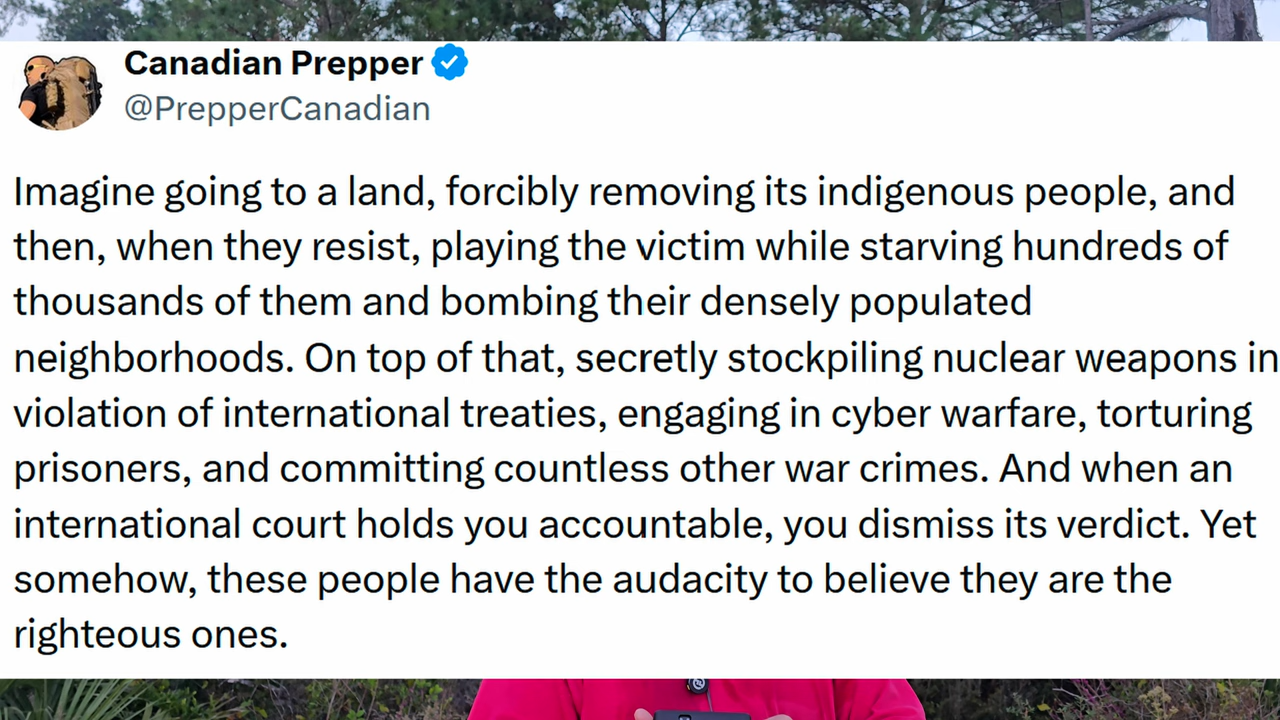 Canadian Prepper
@PrepperCanadian
Imagine going to a land, forcibly removing its indigenous people, and
then, when they resist, playing the victim while starving hundreds of
thousands of them and bombing their densely populated
neighborhoods. On top of that, secretly stockpiling nuclear weapons in
violation of international treaties, engaging in cyber warfare, torturing
prisoners, and committing countless other war crimes. And when an
international court holds you accountable, you dismiss its verdict. Yet
somehow, these people have the audacity to believe they are the
righteous ones.